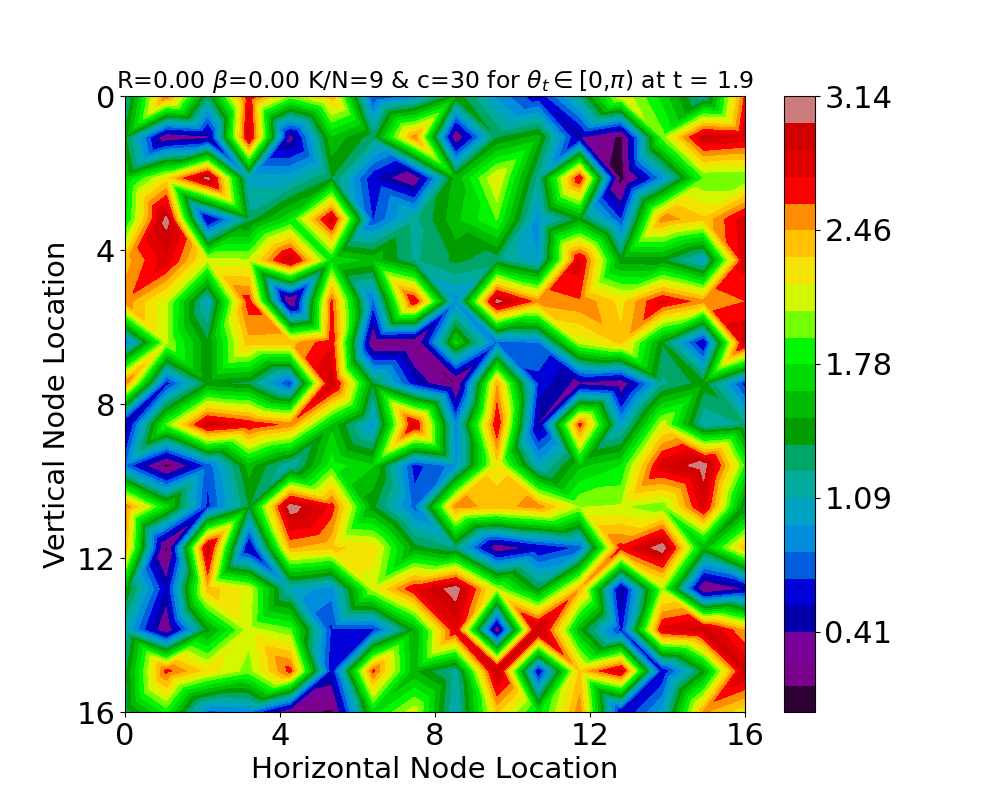 R=0.00 β=0.00 K/N=9 & c=30 for θₜ∈[0,π) at t = 1.9
0
4
8
12
16
Vertical Node Location
0 4 8 12 16
Horizontal Node Location
3.14
2.46
1.78
1.09
0.41